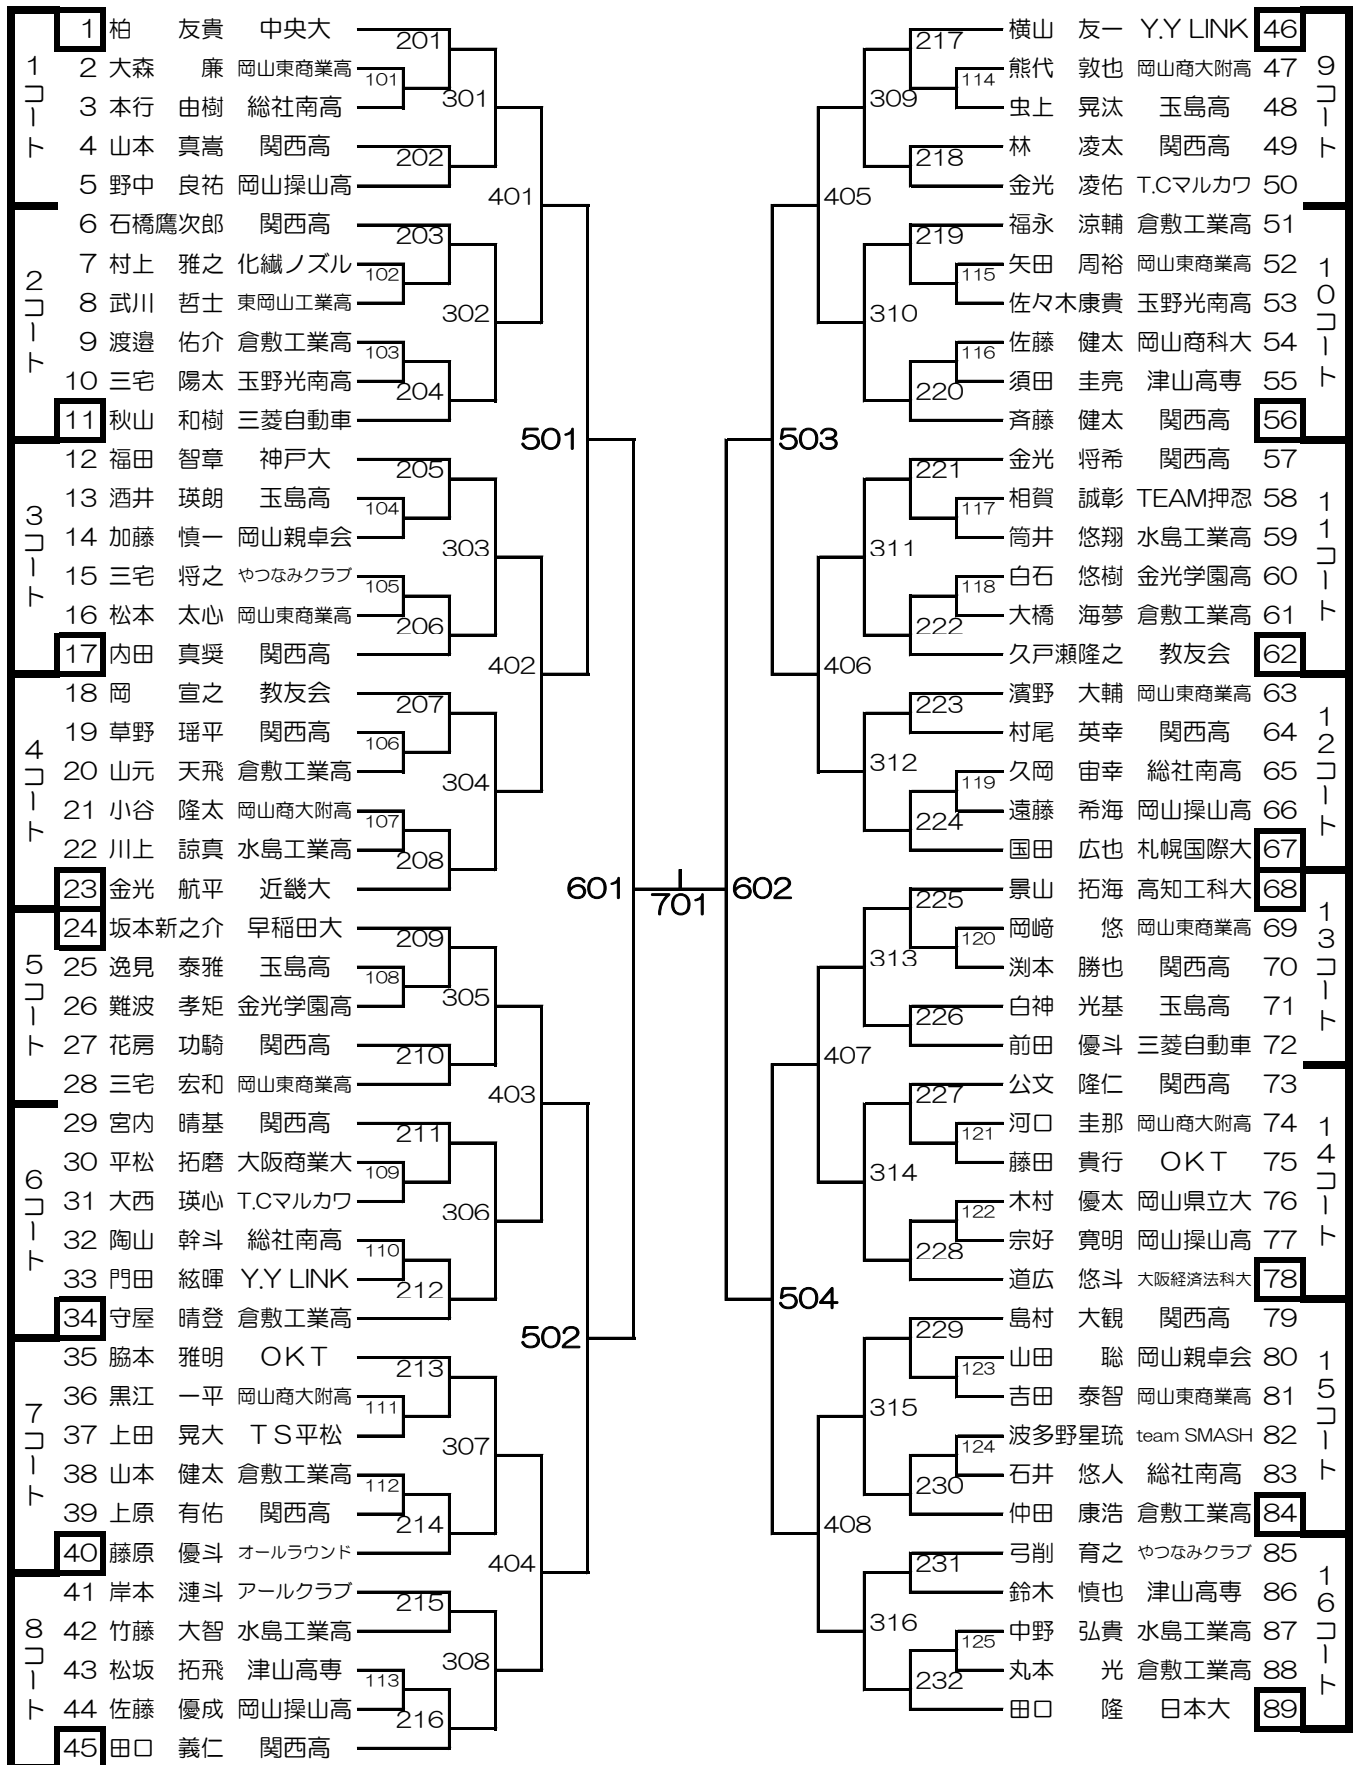 1コート
1 柏 友貴 中央大
2 大森 廉 岡山東商業高
3 本行 由樹 総社南高
4 山本 真嵩 関西高
5 野中 良祐 岡山操山高
2コート
6 石橋鷹次郎 関西高
7 村上 雅之 化繊ノズル
8 武川 哲士 東岡山工業高
9 渡邉 佑介 倉敷工業高
10 三宅 陽太 玉野光南高
11 秋山 和樹 三菱自動車
3コート
12 福田 智章 神戸大
13 酒井 瑛朗 玉島高
14 加藤 慎一 岡山親卓会
15 三宅 将之 やつなみクラブ
16 松本 太心 岡山東商業高
17 内田 真奨 関西高
4コート
18 岡 宣之 教友会
19 草野 瑶平 関西高
20 山元 天飛 倉敷工業高
21 小谷 隆太 岡山商大附高
22 川上 諒真 水島工業高
23 金光 航平 近畿大
5コート
24 坂本新之介 早稲田大
25 逸見 泰雅 玉島高
26 難波 孝矩 金光学園高
27 花房 功騎 関西高
28 三宅 宏和 岡山東商業高
6コート
29 宮内 晴基 関西高
30 平松 拓磨 大阪商業大
31 大西 瑛心 T.Cマルカワ
32 陶山 幹斗 総社南高
33 門田 絃暉 Y.Y LINK
34 守屋 晴登 倉敷工業高
7コート
35 脇本 雅明 OKT
36 黒江 一平 岡山商大附高
37 上田 晃大 TS平松
38 山本 健太 倉敷工業高
39 上原 有佑 関西高
40 藤原 優斗 オールラウンド
8コート
41 岸本 漣斗 アールクラブ
42 竹藤 大智 水島工業高
43 松坂 拓飛 津山高専
44 佐藤 優成 岡山操山高
45 田口 義仁 関西高
101
102
103
104
105
106
107
108
109
110
111
112
113
201
202
203
204
205
206
207
208
209
210
211
212
213
214
215
216
301
302
303
304
305
306
307
308
401
402
403
404
501
502
601
701
602
503
504
405
406
407
408
309
310
311
312
313
314
315
316
217
218
219
220
221
222
223
224
225
226
227
228
229
230
231
232
114
115
116
117
118
119
120
121
122
123
124
125
横山 友一 Y.Y LINK 46
熊代 敦也 岡山商大附高 47
虫上 晃汰 玉島高 48
林 凌太 関西高 49
金光 凌佑 T.Cマルカワ 50
9コート
福永 涼輔 倉敷工業高 51
矢田 周裕 岡山東商業高 52
佐々木康貴 玉野光南高 53
佐藤 健太 岡山商科大 54
須田 圭亮 津山高専 55
斉藤 健太 関西高 56
10コート
金光 将希 関西高 57
相賀 誠彰 TEAM押忍 58
筒井 悠翔 水島工業高 59
白石 悠樹 金光学園高 60
大橋 海夢 倉敷工業高 61
久戸瀬隆之 教友会 62
11コート
濱野 大輔 岡山東商業高 63
村尾 英幸 関西高 64
久岡 宙幸 総社南高 65
遠藤 希海 岡山操山高 66
国田 広也 札幌国際大 67
12コート
景山 拓海 高知工科大 68
岡﨑 悠 岡山東商業高 69
渕本 勝也 関西高 70
白神 光基 玉島高 71
前田 優斗 三菱自動車 72
13コート
公文 隆仁 関西高 73
河口 圭那 岡山商大附高 74
藤田 貴行 OKT 75
木村 優太 岡山県立大 76
宗好 寛明 岡山操山高 77
道広 悠斗 大阪経済法科大 78
14コート
島村 大観 関西高 79
山田 聡 岡山親卓会 80
吉田 泰智 岡山東商業高 81
波多野星琉 team SMASH 82
石井 悠人 総社南高 83
仲田 康浩 倉敷工業高 84
15コート
弓削 育之 やつなみクラブ 85
鈴木 慎也 津山高専 86
中野 弘貴 水島工業高 87
丸本 光 倉敷工業高 88
田口 隆 日本大 89
16コート